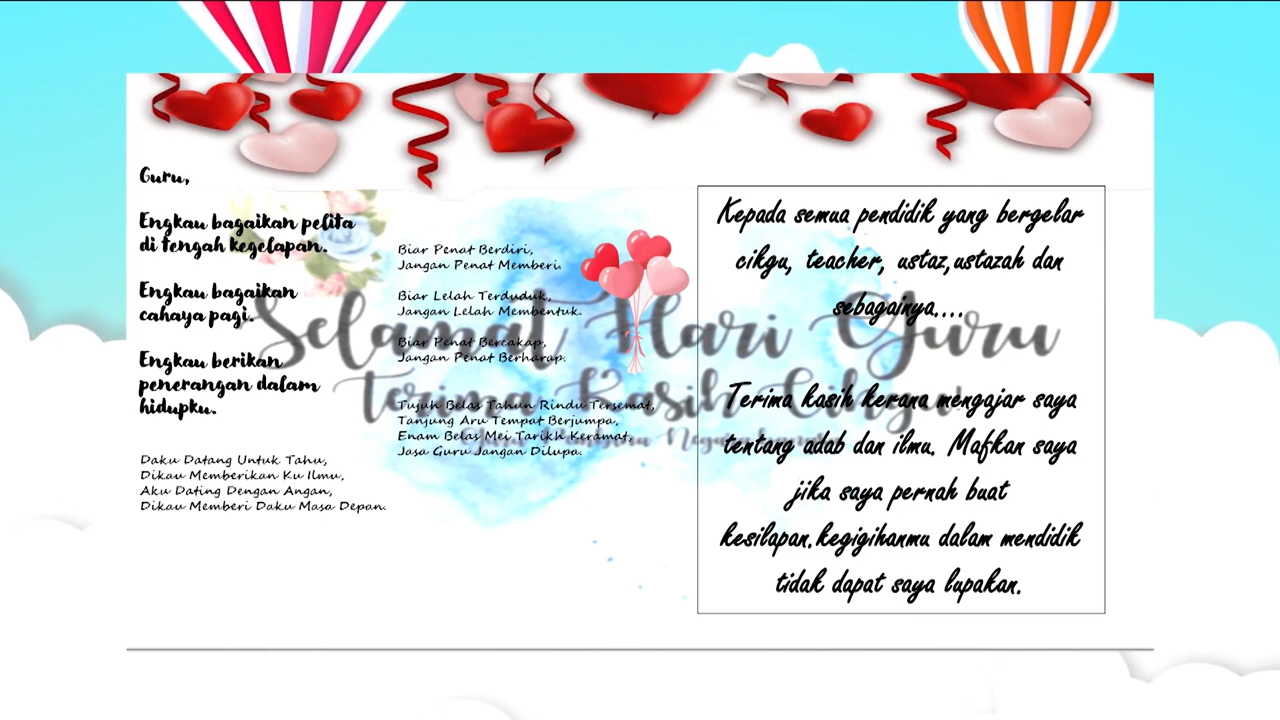 Guru,
Engkau bagaikan pelita
di tengah kegelapan.
Engkau bagaikan
cahaya pagi.
Engkau berikan
penerangan dalam
hidupku.
Daku Datang Untuk Tahu,
Dikau Memberikan Ku Ilmu,
Aku Dating Dengan Angan,
Dikau Memberi Daku Masa Depan.
Biar Penat Berdiri,
Jangan Penat Memberi.
Biar Lelah Terduduk,
Jangan Lelah Membentuk.
Biar Penat Bercakap,
Jangan Penat Berharap.
Tujuh Belas Tahun Rindu Tersemat,
Tanjung Aru Tempat Berjumpa,
Enam Belas Mei Tarikh Keramat,
Jasa Guru Jangan Dilupa.
Selamat Hari Guru
Terima Kasih Cikgu
Kepada semua pendidik yang bergelar
cikgu, teacher, ustaz,ustazah dan
sebagainya....
Terima kasih kerana mengajar saya
tentang adab dan ilmu. Mafkan saya
jika saya pernah buat
kesilapan.kegigihanmu dalam mendidik
tidak dapat saya lupakan.